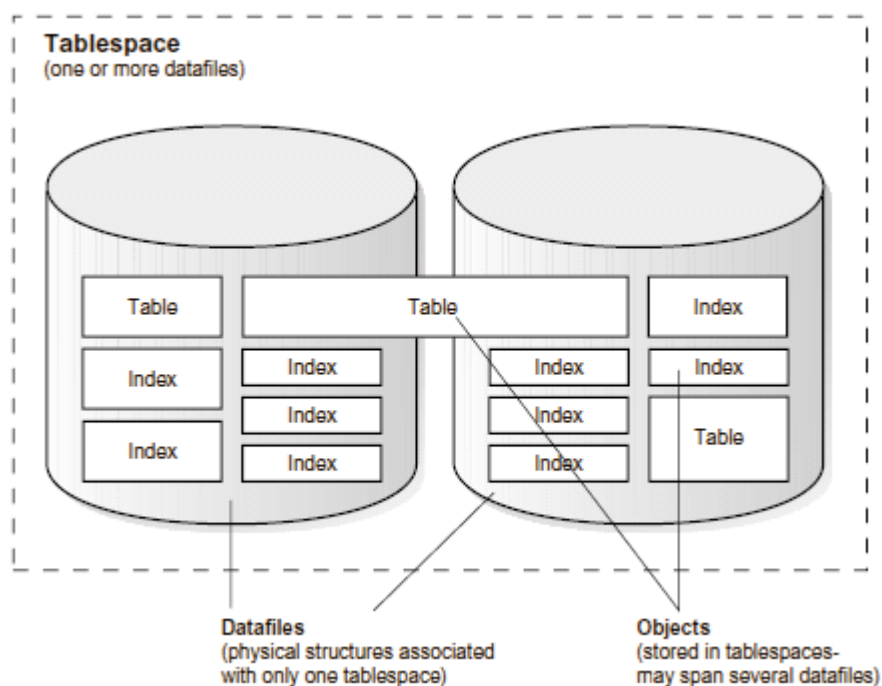 Tablespace
(one or more datafiles)
Table
Table
Index
Index
Index
Index
Index
Index
Index
Index
Table
Index
Index
Datafiles
(physical structures associated
with only one tablespace)
Objects
(stored in tablespaces-
may span several datafiles)